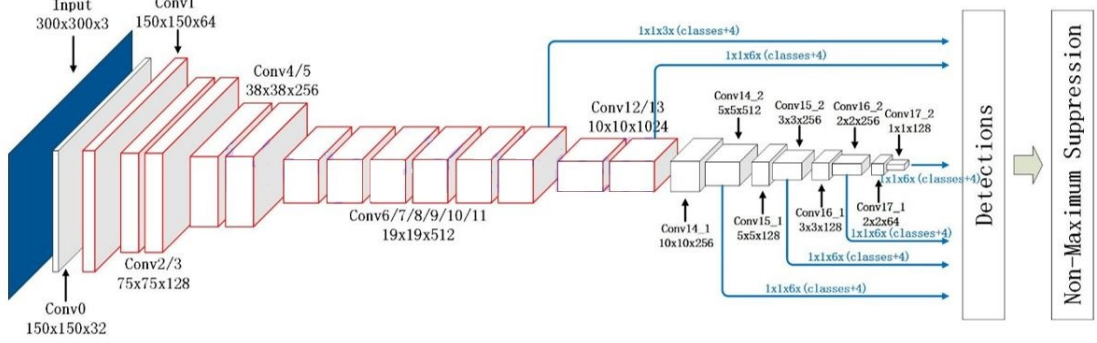 Input
300x300x3
Conv1
150x150x64
Conv4/5
38x38x256
1x1x3x(classes+4)
1x1x6x(classes+4)
Conv12/13
10x10x1024
Conv14_2
5x5x512
Conv15_2
3x3x256
Conv16_2
2x2x256
Conv17_2
1x1x128
1x1x6x(classes+4)
Conv6/7/8/9/10/11
19x19x512
Conv14_1
10x10x256
Conv15_1
5x5x128
Conv16_1
3x3x128
Conv17_1
2x2x64
1x1x6x(classes+4)
1x1x6x(classes+4)
1x1x6x(classes+4)
Conv2/3
75x75x128
Conv0
150x150x32
Detections
Non-Maximum Suppression